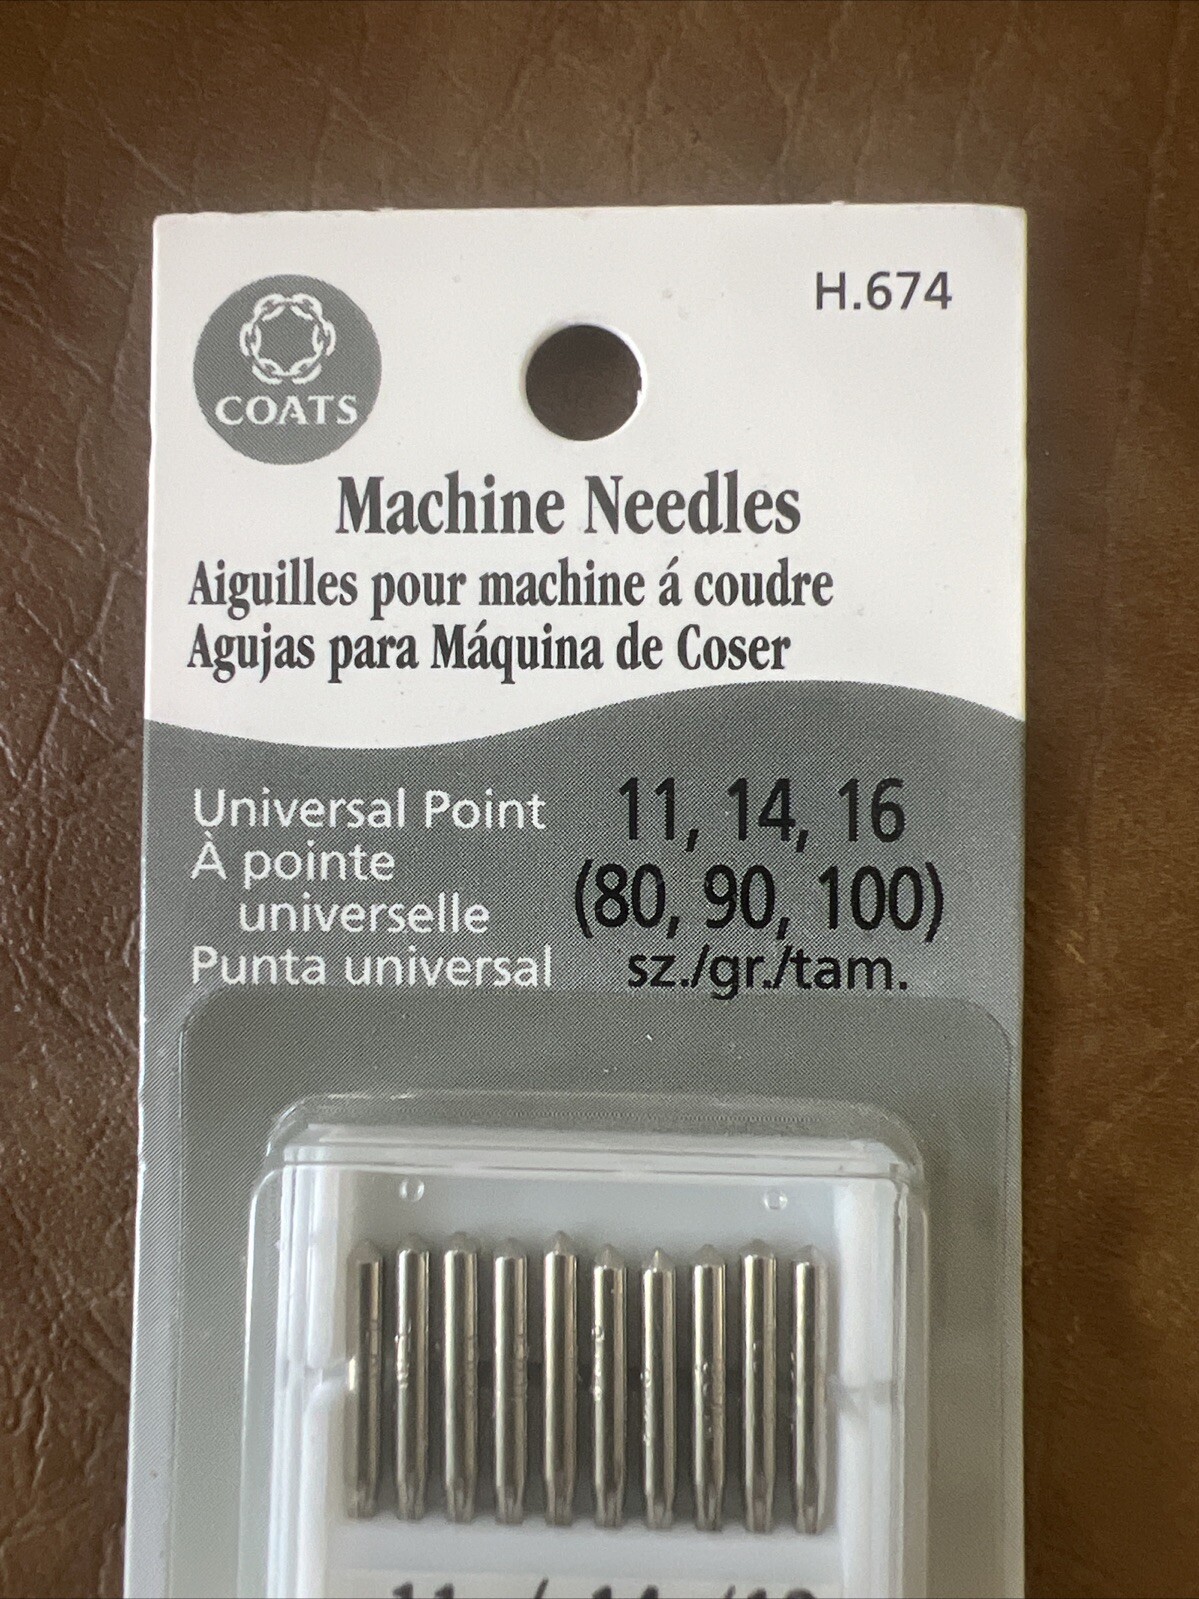 H.674
COATS
Machine Needles
Aiguilles pour machine á coudre
Agujas para Máquina de Coser
Universal Point
À pointe
universelle
Punta universal
11, 14, 16
(80, 90, 100)
sz./gr./tam.